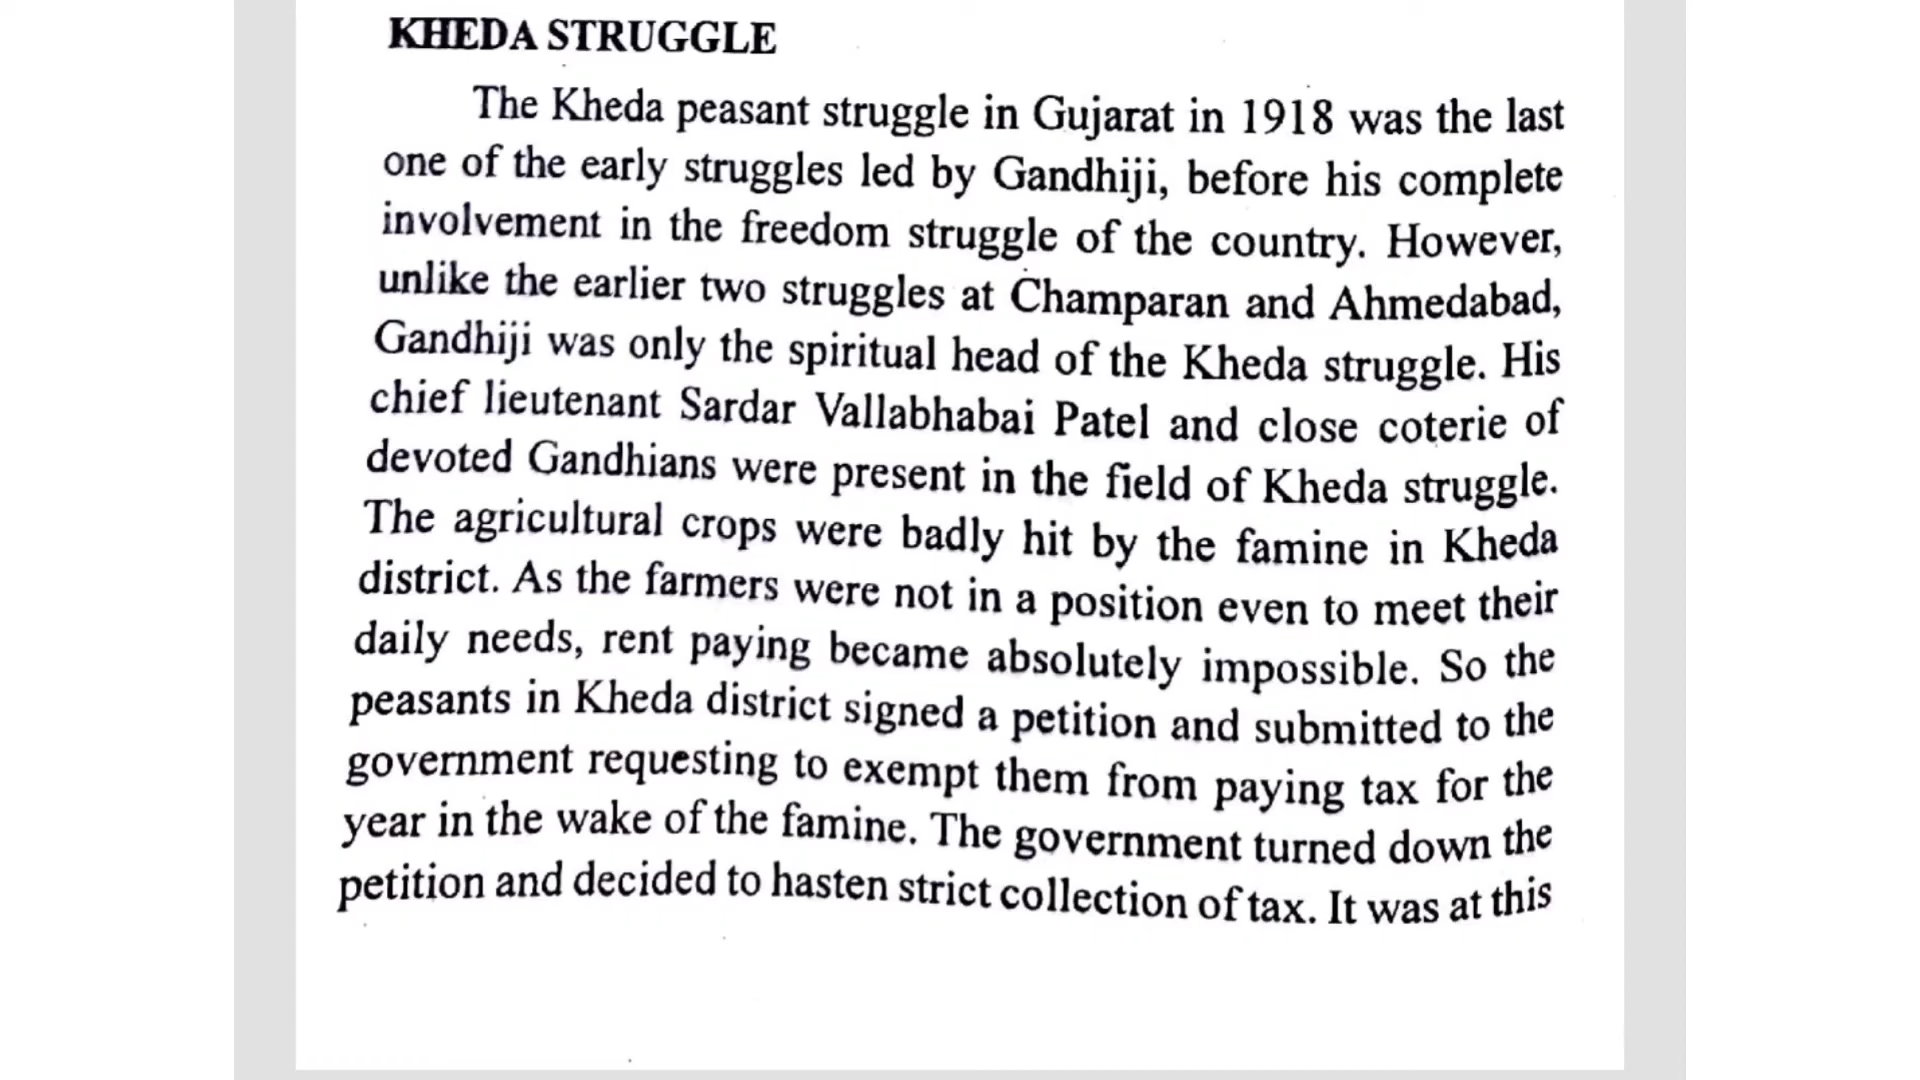 KHEDA STRUGGLE
The Kheda peasant struggle in Gujarat in 1918 was the last
one of the early struggles led by Gandhiji, before his complete
involvement in the freedom struggle of the country. However,
unlike the earlier two struggles at Champaran and Ahmedabad,
Gandhiji was only the spiritual head of the Kheda struggle. His
chief lieutenant Sardar Vallabhabai Patel and close coterie of
devoted Gandhians were present in the field of Kheda struggle.
The agricultural crops were badly hit by the famine in Kheda
district. As the farmers were not in a position even to meet their
daily needs, rent paying became absolutely impossible. So the
peasants in Kheda district signed a petition and submitted to the
government requesting to exempt them from paying tax for the
year in the wake of the famine. The government turned down the
petition and decided to hasten strict collection of tax. It was at this